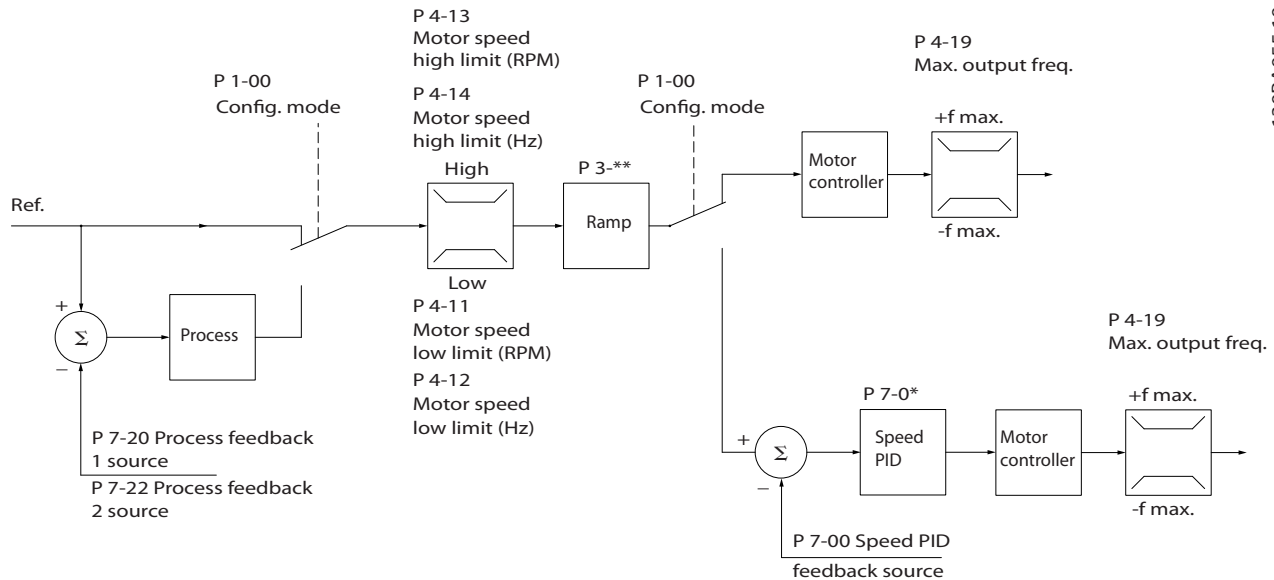 P 4-13
Motor speed
high limit (RPM)
P 4-14
Motor speed
high limit (Hz)
High
P 1-00
Config. mode
P 1-00
Config. mode
P 4-19
Max. output freq.
+f max.
-f max.
Motor
controller
P 3-**
Ramp
Ref.
+
Σ
−
Process
Low
P 4-11
Motor speed
low limit (RPM)
P 4-12
Motor speed
low limit (Hz)
P 7-20 Process feedback
1 source
P 7-22 Process feedback
2 source
P 4-19
Max. output freq.
+f max.
-f max.
P 7-0*
+
Σ
−
Speed
PID
Motor
controller
P 7-00 Speed PID
feedback source